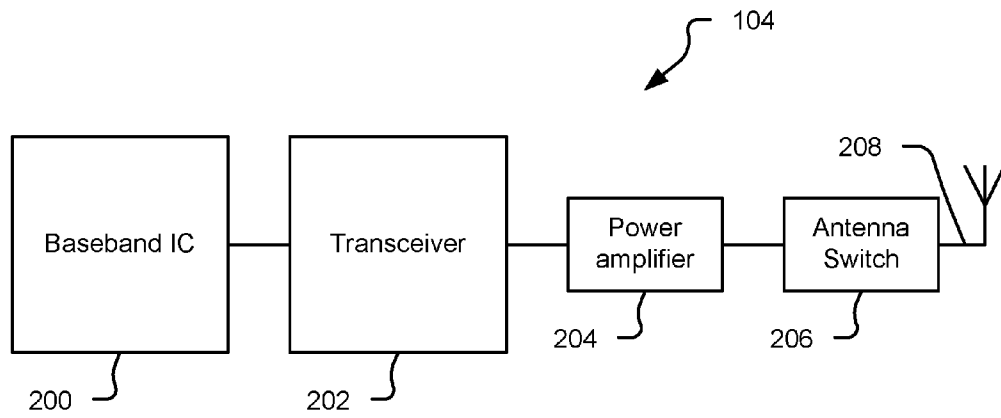 104
208
Baseband IC
Transceiver
Power
amplifier
Antenna
Switch
200
202
204
206